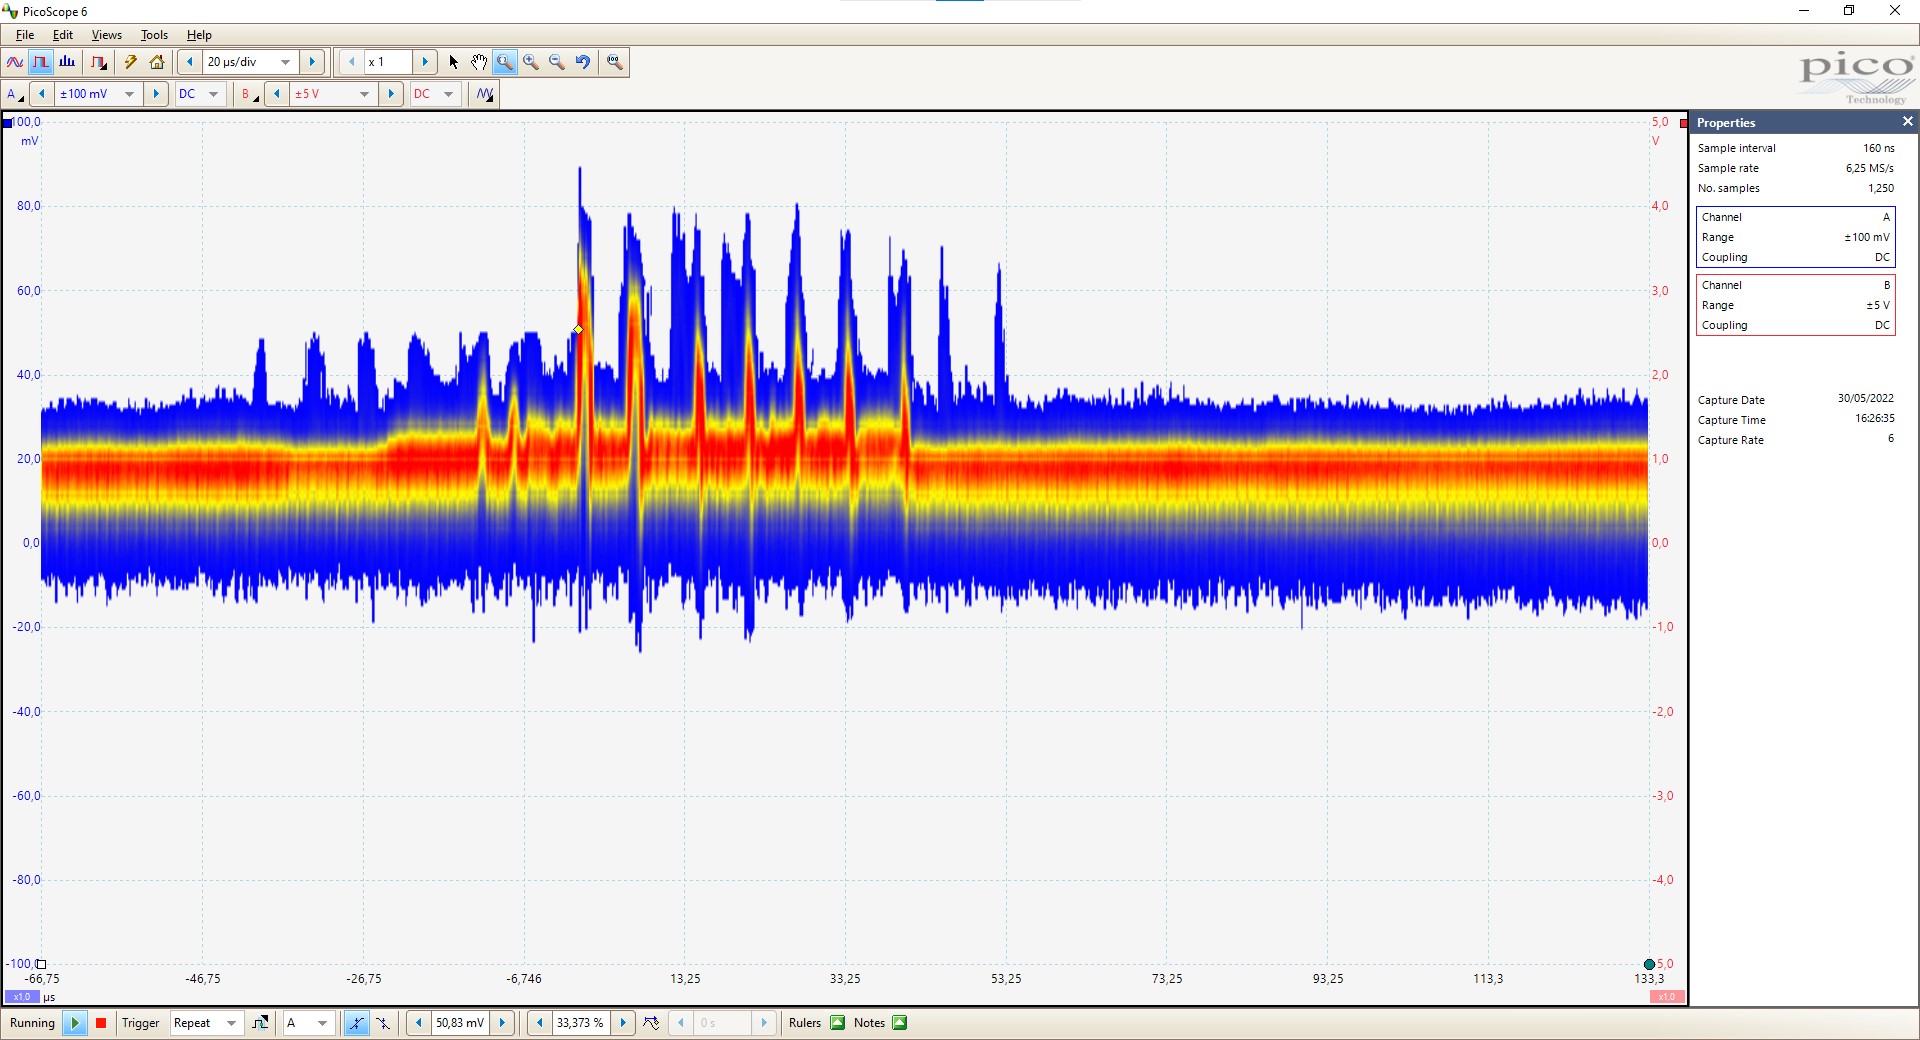 PicoScope 6
File Edit Views Tools Help
20 µs/div x 1
pico
Technology
A ±100 mV DC B ±5 V DC
100,0
mV
80,0
60,0
40,0
20,0
0,0
-20,0
-40,0
-60,0
-80,0
-100,0
5,0
V
4,0
3,0
2,0
1,0
0,0
-1,0
-2,0
-3,0
-4,0
5,0
-66,75 -46,75 -26,75 -6,746 13,25 33,25 53,25 73,25 93,25 113,3 133,3
x1,0 µs x1,0
Properties
Sample interval 160 ns
Sample rate 6,25 MS/s
No. samples 1,250
Channel A
Range ±100 mV
Coupling DC
Channel B
Range ±5 V
Coupling DC
Capture Date 30/05/2022
Capture Time 16:26:35
Capture Rate 6
Running Trigger Repeat A 50,83 mV 33,373 % 0 s Rulers Notes